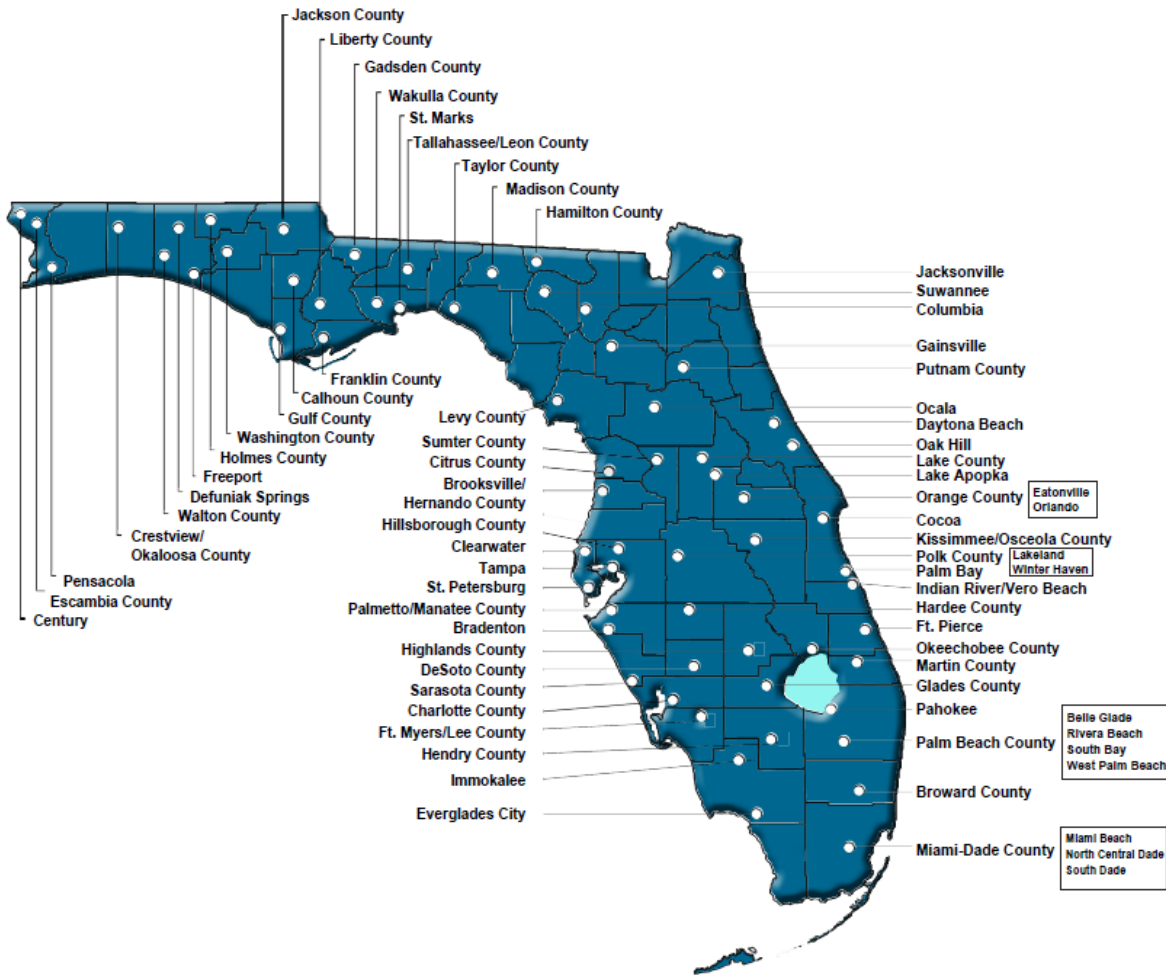 Jackson County
Liberty County
Gadsden County
Wakulla County
St. Marks
Tallahassee/Leon County
Taylor County
Madison County
Hamilton County
Franklin County
Calhoun County
Gulf County
Washington County
Holmes County
Freeport
Defuniak Springs
Walton County
Crestview/
Okaloosa County
Pensacola
Escambia County
Century
Levy County
Sumter County
Citrus County
Brooksville/
Hernando County
Hillsborough County
Clearwater
Tampa
St. Petersburg
Palmetto/Manatee County
Bradenton
Highlands County
DeSoto County
Sarasota County
Charlotte County
Ft. Myers/Lee County
Hendry County
Immokalee
Everglades City
Jacksonville
Suwannee
Columbia
Gainsville
Putnam County
Ocala
Daytona Beach
Oak Hill
Lake County
Lake Apopka
Orange County
Eatonville
Orlando
Cocoa
Kissimmee/Osceola County
Polk County
Lakeland
Winter Haven
Palm Bay
Indian River/Vero Beach
Hardee County
Ft. Pierce
Okeechobee County
Martin County
Glades County
Pahokee
Palm Beach County
Belle Glade
Rivera Beach
South Bay
West Palm Beach
Broward County
Miami-Dade County
Miami Beach
North Central Dade
South Dade